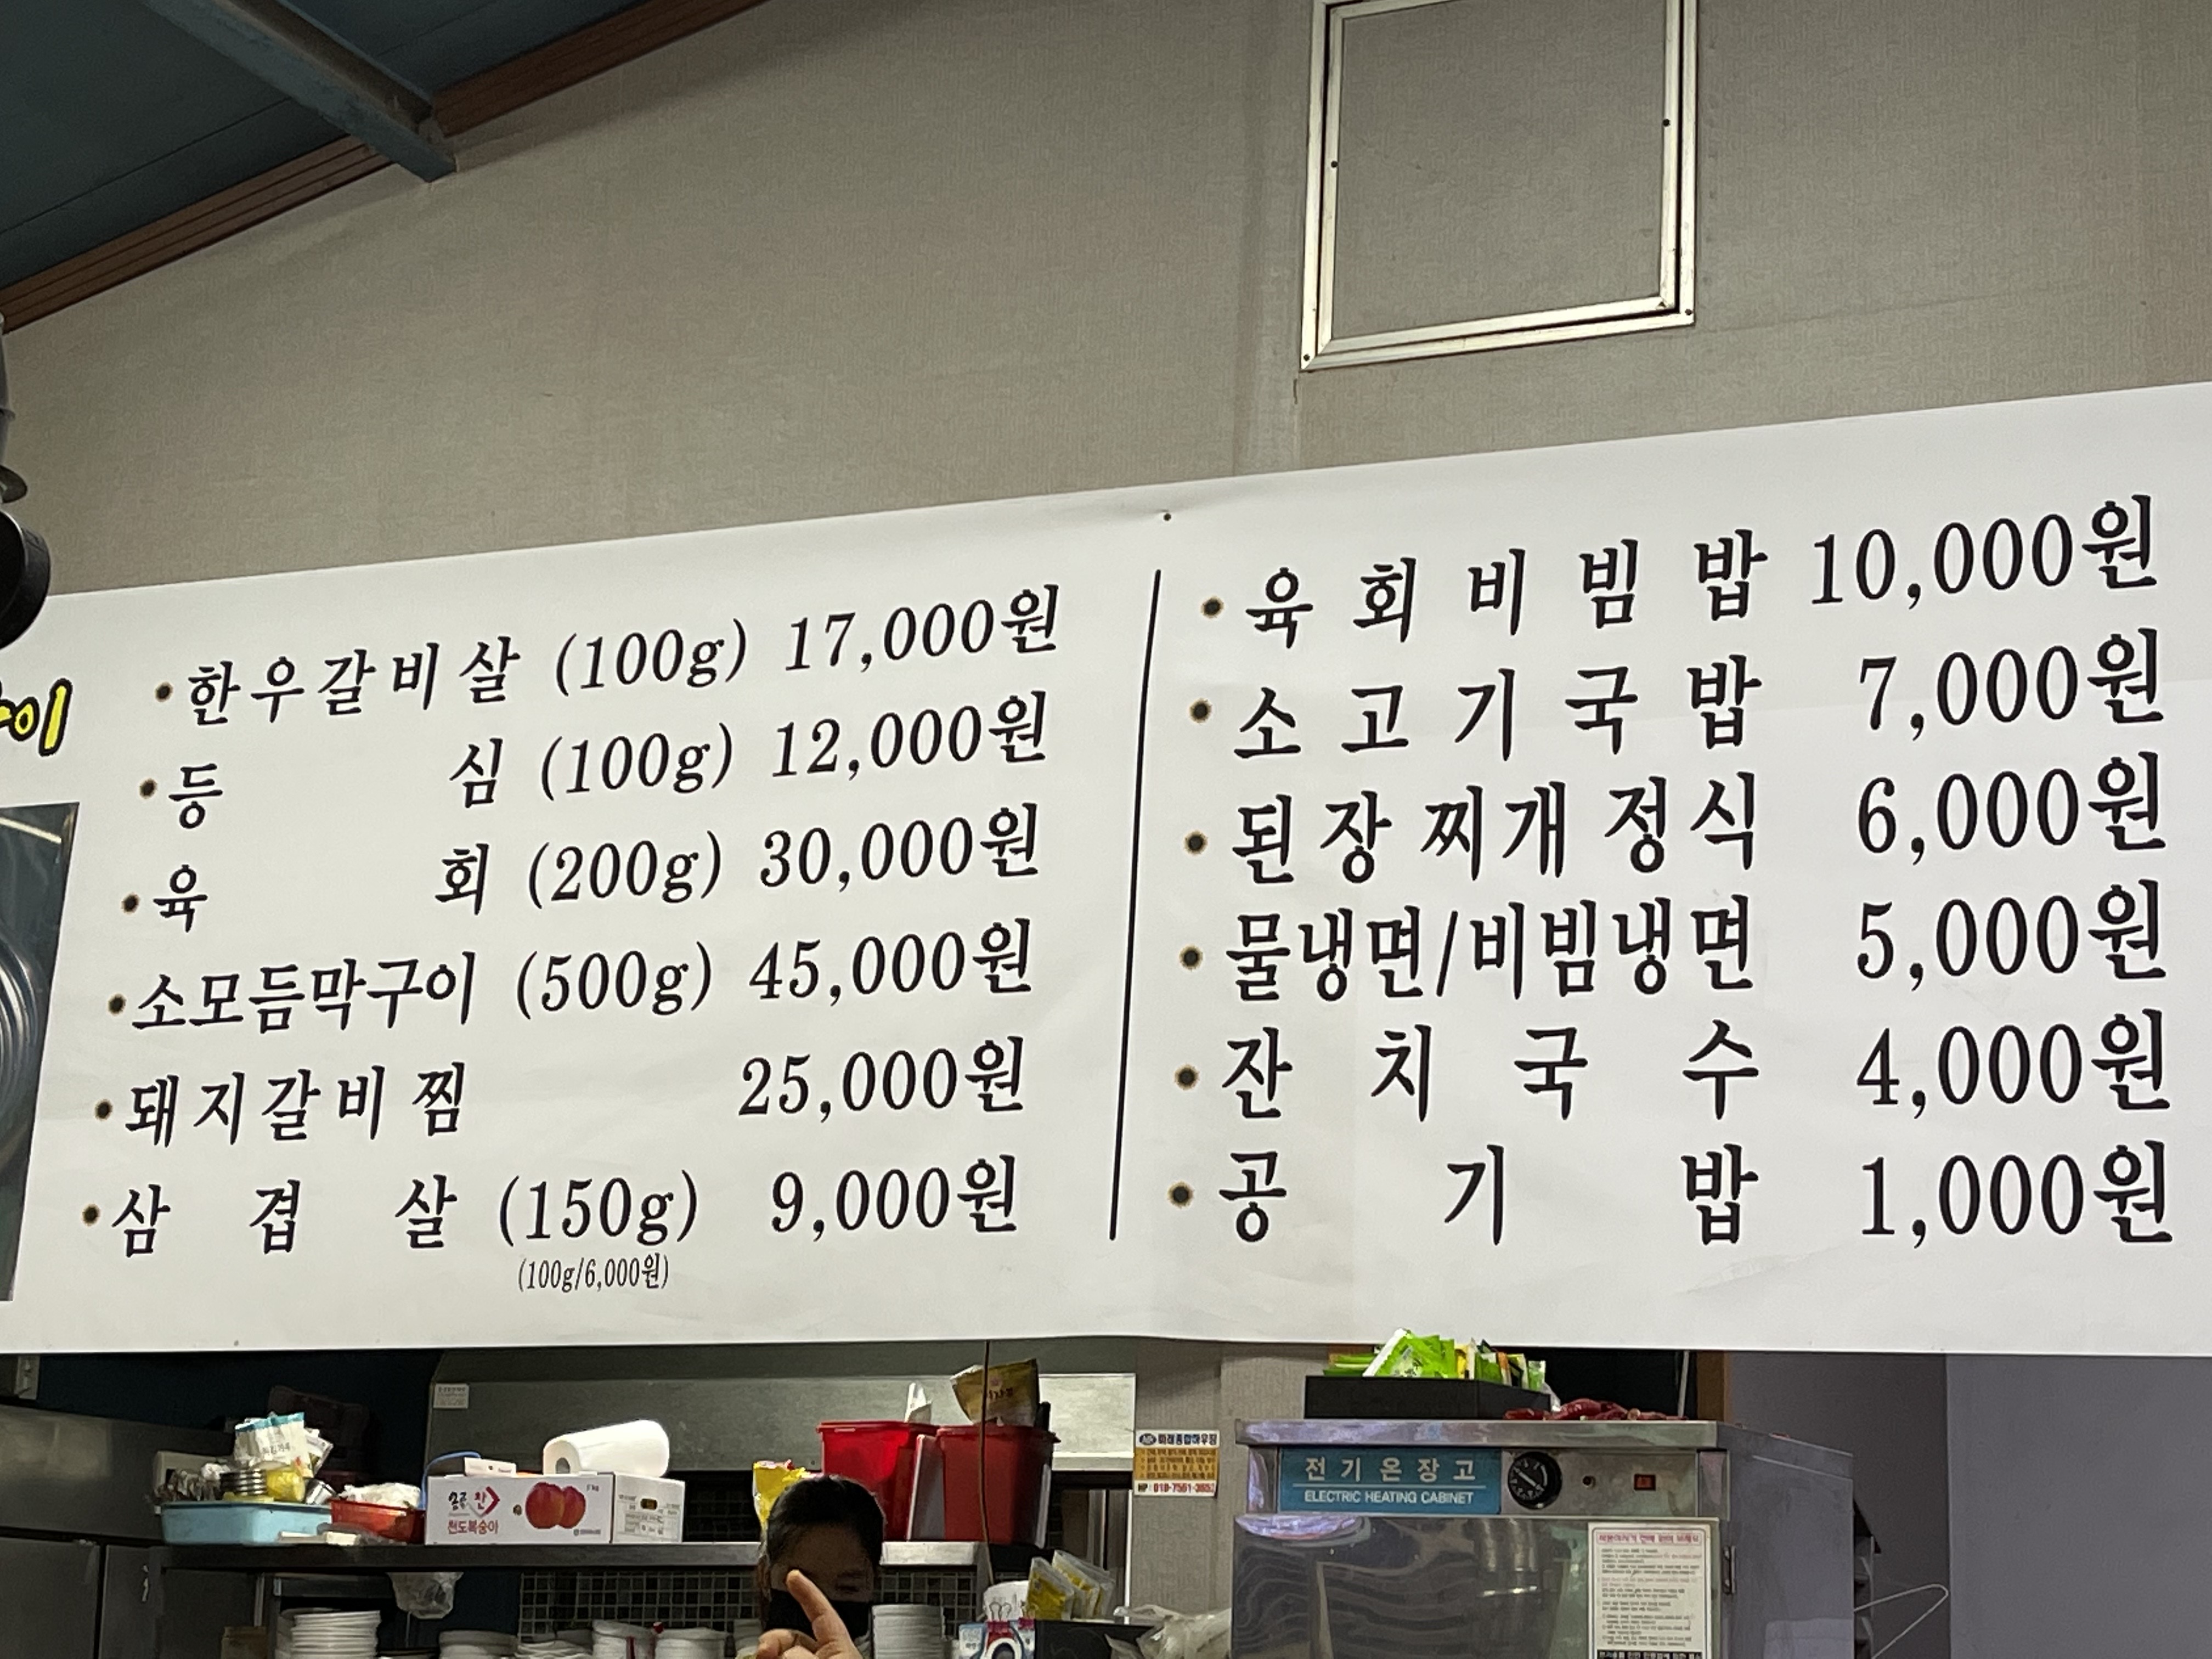 이
한우갈비살 (100g) 17,000원
등심 (100g) 12,000원
육회 (200g) 30,000원
소모듬막구이 (500g) 45,000원
돼지갈비찜 25,000원
삼겹살 (150g) 9,000원
(100g/6,000원)
육회비빔밥 10,000원
소고기국밥 7,000원
된장찌개정식 6,000원
물냉면/비빔냉면 5,000원
잔치국수 4,000원
공기밥 1,000원
천도복숭아
전기온장고
ELECTRIC HEATING CABINET